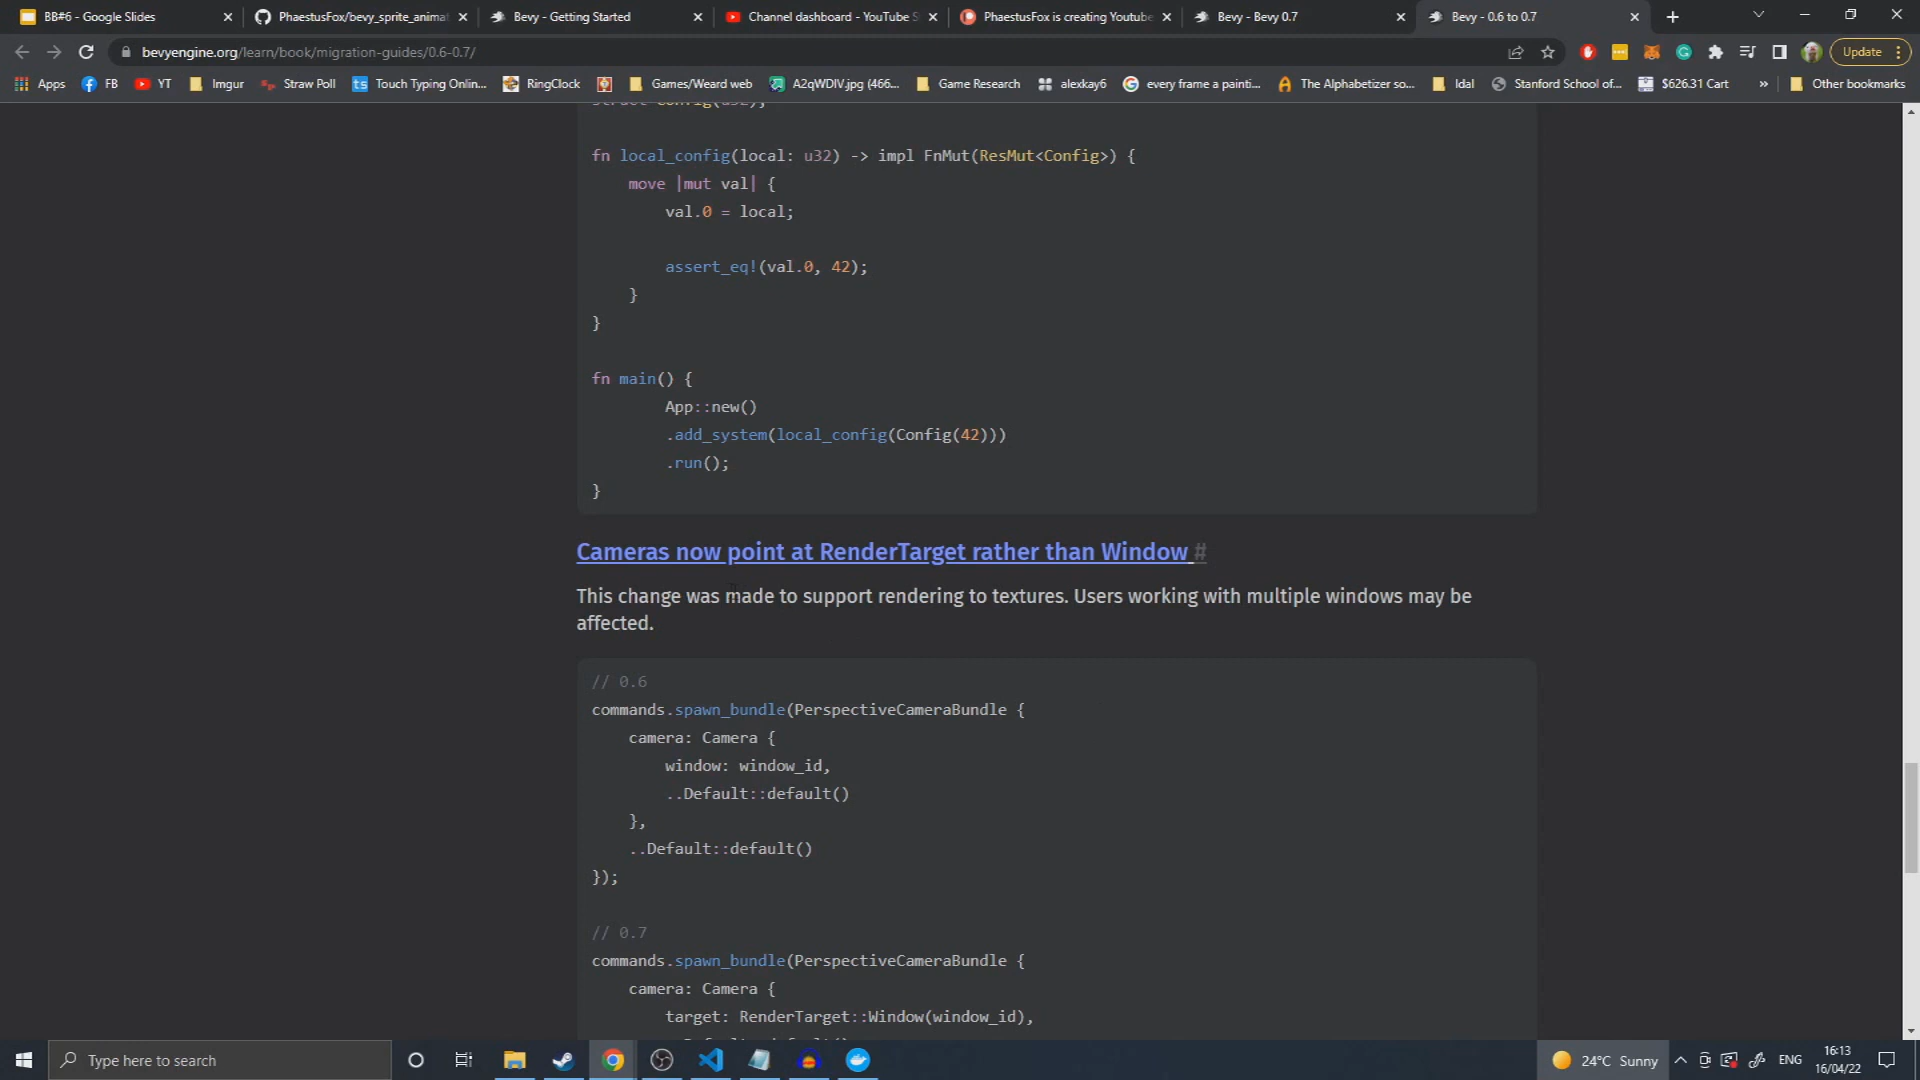 BB#6 - Google Slides
PhaestusFox/bevy_sprite_animat
Bevy - Getting Started
Channel dashboard - YouTube S
PhaestusFox is creating Youtube
Bevy - Bevy 0.7
Bevy - 0.6 to 0.7
bevyengine.org/learn/book/migration-guides/0.6-0.7/
Update
Apps
FB
YT
Imgur
Straw Poll
Touch Typing Onlin...
RingClock
Games/Weard web
A2qWDIV.jpg (466...
Game Research
alexkay6
every frame a painti...
The Alphabetizer so...
Idal
Stanford School of...
$626.31 Cart
»
Other bookmarks
struct Config(u32);
fn local_config(local: u32) -> impl FnMut(ResMut<Config>) {
move |mut val| {
val.0 = local;
assert_eq!(val.0, 42);
}
}
fn main() {
App::new()
.add_system(local_config(Config(42)))
.run();
}
Cameras now point at RenderTarget rather than Window #
This change was made to support rendering to textures. Users working with multiple windows may be
affected.
// 0.6
commands.spawn_bundle(PerspectiveCameraBundle {
camera: Camera {
window: window_id,
..Default::default()
},
..Default::default()
});
// 0.7
commands.spawn_bundle(PerspectiveCameraBundle {
camera: Camera {
target: RenderTarget::Window(window_id),
..Default::default()
Type here to search
24°C Sunny
ENG
16:13
16/04/22